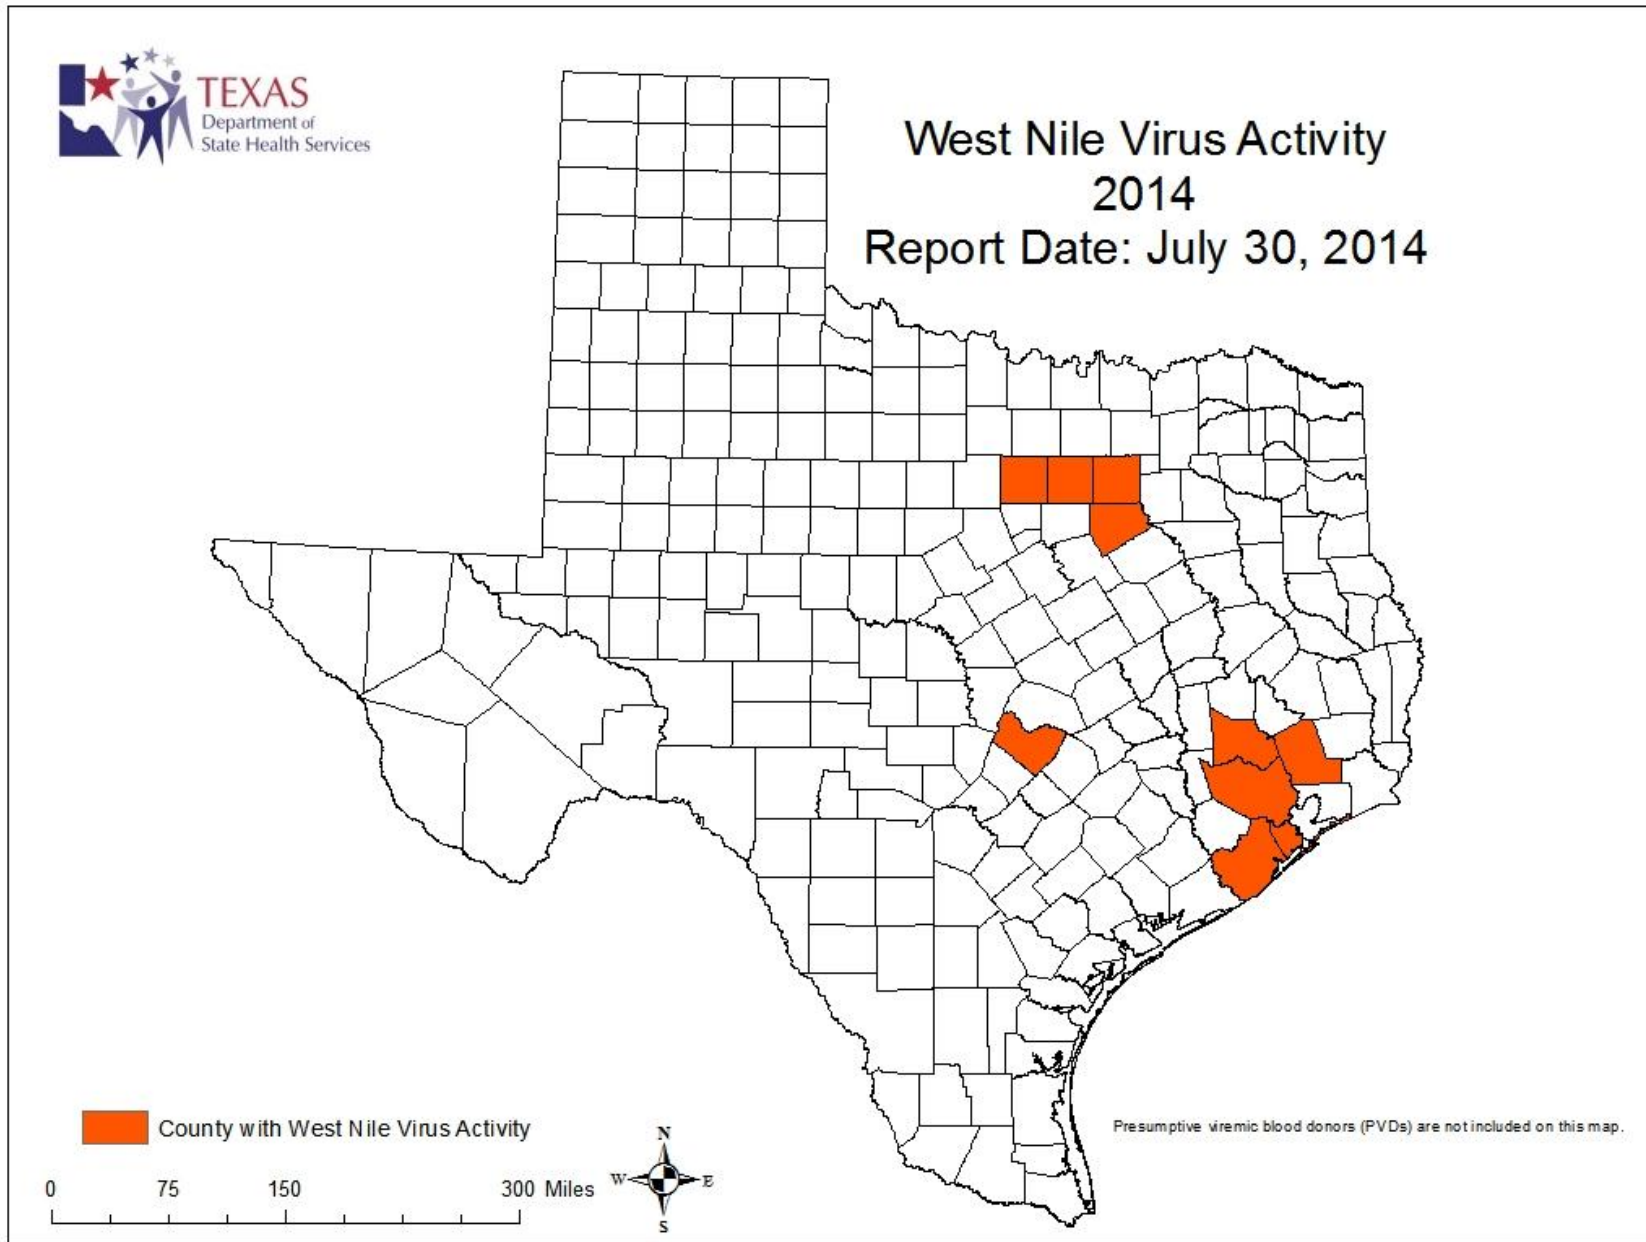 TEXAS
Department of
State Health Services
West Nile Virus Activity
2014
Report Date: July 30, 2014
County with West Nile Virus Activity
Presumptive viremic blood donors (PVDs) are not included on this map.
0 75 150 300 Miles
N
W E
S